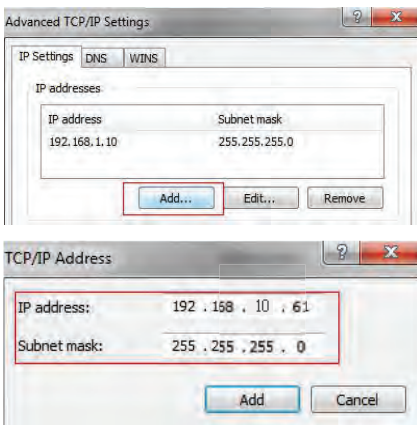 Advanced TCP/IP Settings
IP Settings DNS WINS
IP addresses
IP address Subnet mask
192.168.1.10 255.255.255.0
Add... Edit... Remove
TCP/IP Address
IP address: 192 . 168 . 10 . 61
Subnet mask: 255 . 255 . 255 . 0
Add Cancel